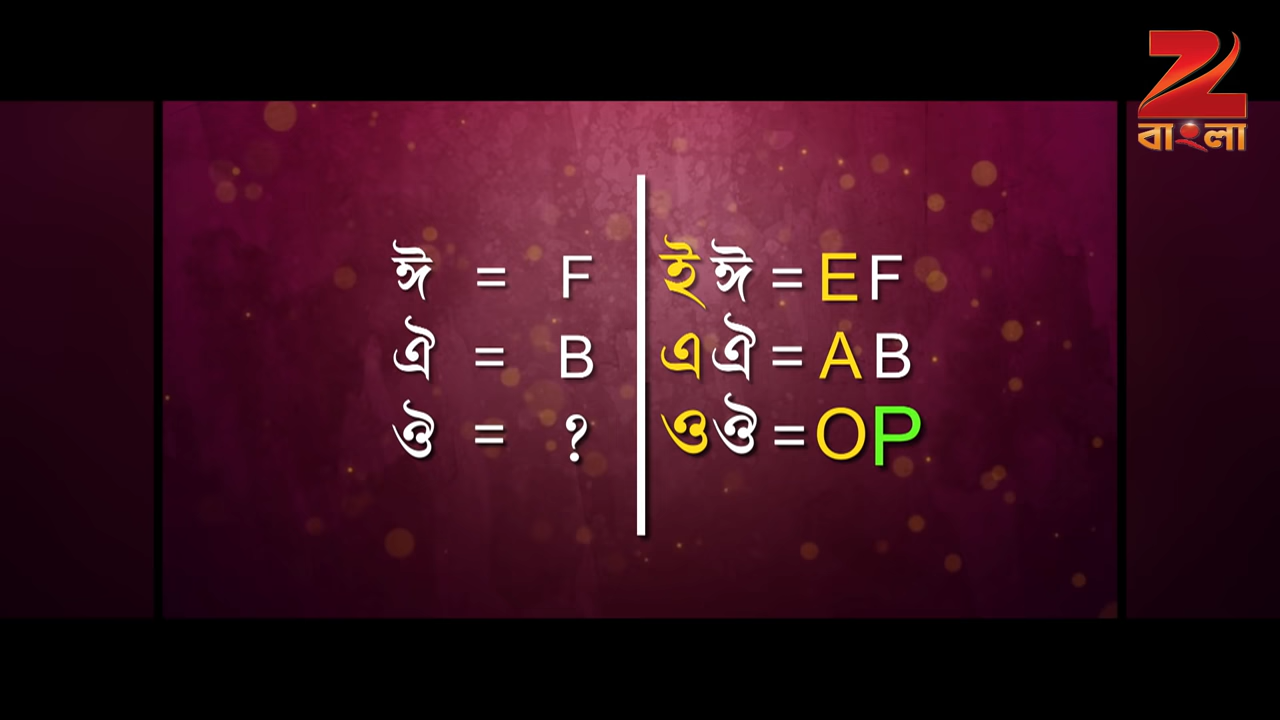 Z
বাংলা
ঈ = F
ঐ = B
ঔ = ?
ইঈ = EF
এঐ = AB
ওঔ = OP